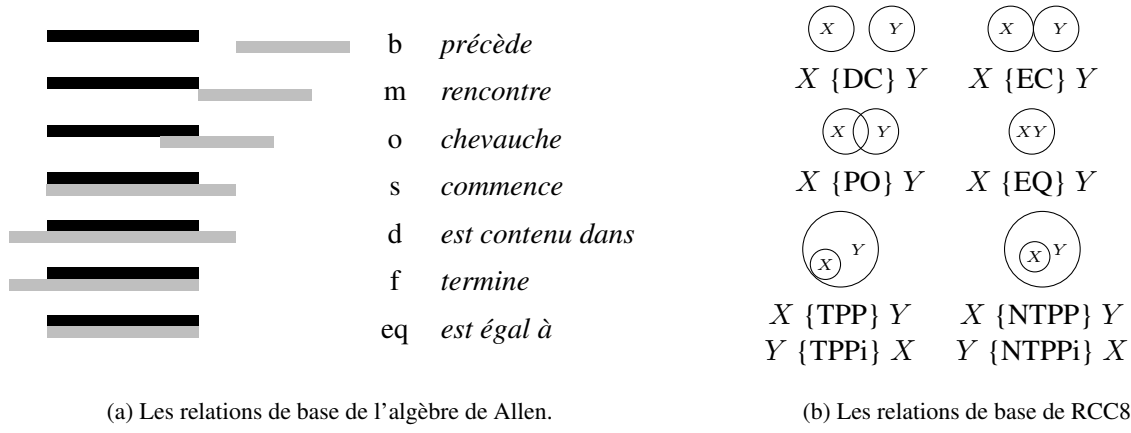 b précède
m rencontre
o chevauche
s commence
d est contenu dans
f termine
eq est égal à
(a) Les relations de base de l'algèbre de Allen.
X Y X Y
X {DC} Y X {EC} Y
X Y XY
X {PO} Y X {EQ} Y
X Y X Y
X {TPP} Y X {NTPP} Y
Y {TPPi} X Y {NTPPi} X
(b) Les relations de base de RCC8